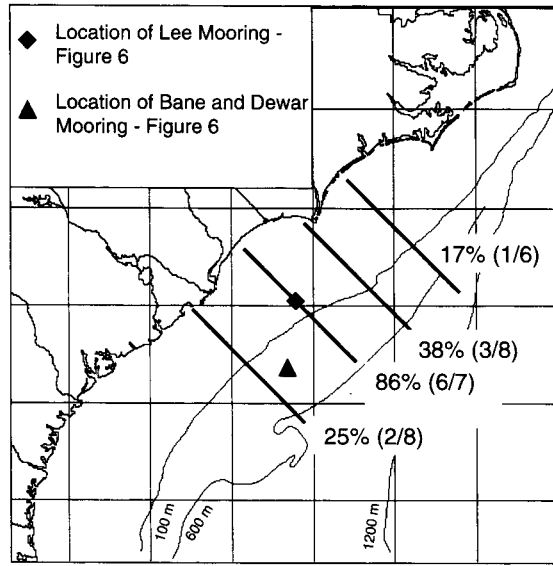 Location of Lee Mooring -
Figure 6
Location of Bane and Dewar
Mooring - Figure 6
17% (1/6)
38% (3/8)
86% (6/7)
25% (2/8)
100 m
600 m
1200 m